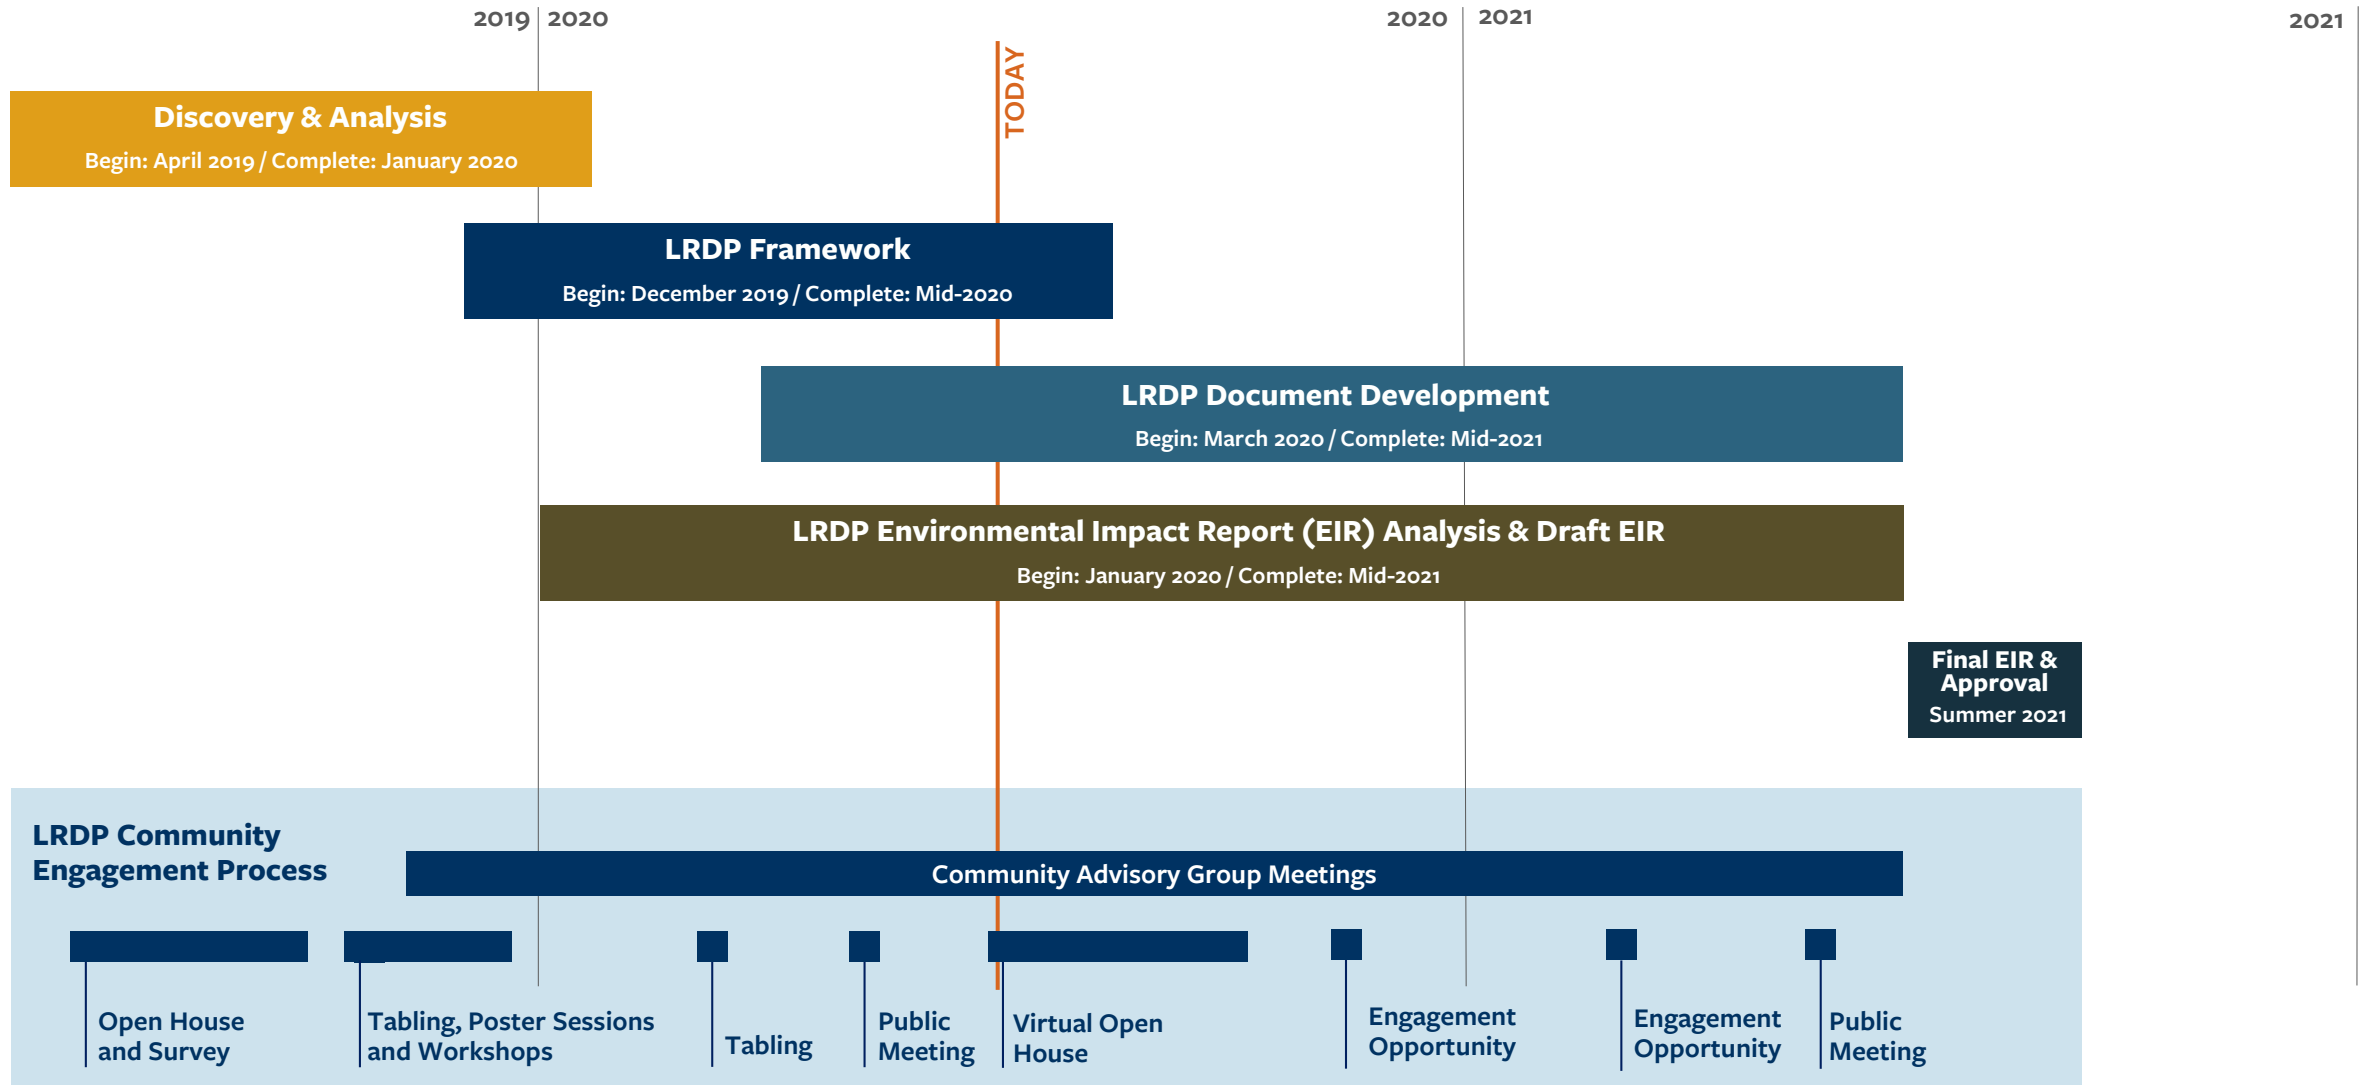 2019 2020
2020 2021
2021
TODAY
Discovery & Analysis
Begin: April 2019 / Complete: January 2020
LRDP Framework
Begin: December 2019 / Complete: Mid-2020
LRDP Document Development
Begin: March 2020 / Complete: Mid-2021
LRDP Environmental Impact Report (EIR) Analysis & Draft EIR
Begin: January 2020 / Complete: Mid-2021
Final EIR &
Approval
Summer 2021
LRDP Community
Engagement Process
Community Advisory Group Meetings
Open House
and Survey
Tabling, Poster Sessions
and Workshops
Tabling
Public
Meeting
Virtual Open
House
Engagement
Opportunity
Engagement
Opportunity
Public
Meeting